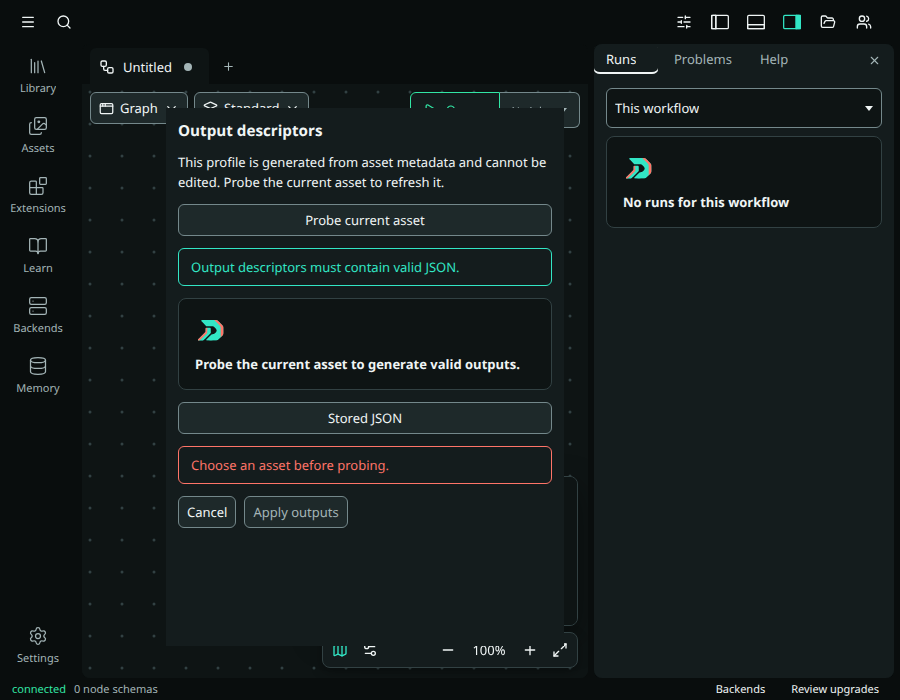 Untitled
Runs
Problems
Help
Library
Graph
Standard
This workflow
Output descriptors
Assets
This profile is generated from asset metadata and cannot be
edited. Probe the current asset to refresh it.
Extensions
Probe current asset
No runs for this workflow
Learn
Output descriptors must contain valid JSON.
Backends
Probe the current asset to generate valid outputs.
Memory
Stored JSON
Choose an asset before probing.
Cancel
Apply outputs
Settings
100%
connected
0 node schemas
Backends
Review upgrades